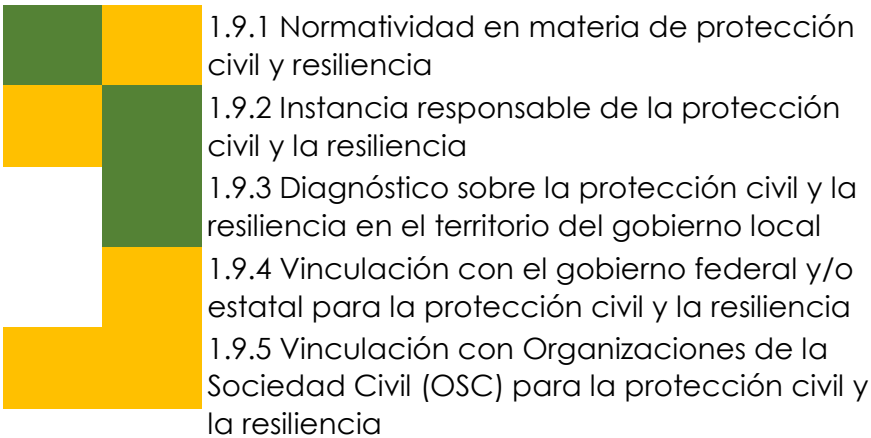 1.9.1 Normatividad en materia de protección
civil y resiliencia
1.9.2 Instancia responsable de la protección
civil y la resiliencia
1.9.3 Diagnóstico sobre la protección civil y la
resiliencia en el territorio del gobierno local
1.9.4 Vinculación con el gobierno federal y/o
estatal para la protección civil y la resiliencia
1.9.5 Vinculación con Organizaciones de la
Sociedad Civil (OSC) para la protección civil y
la resiliencia